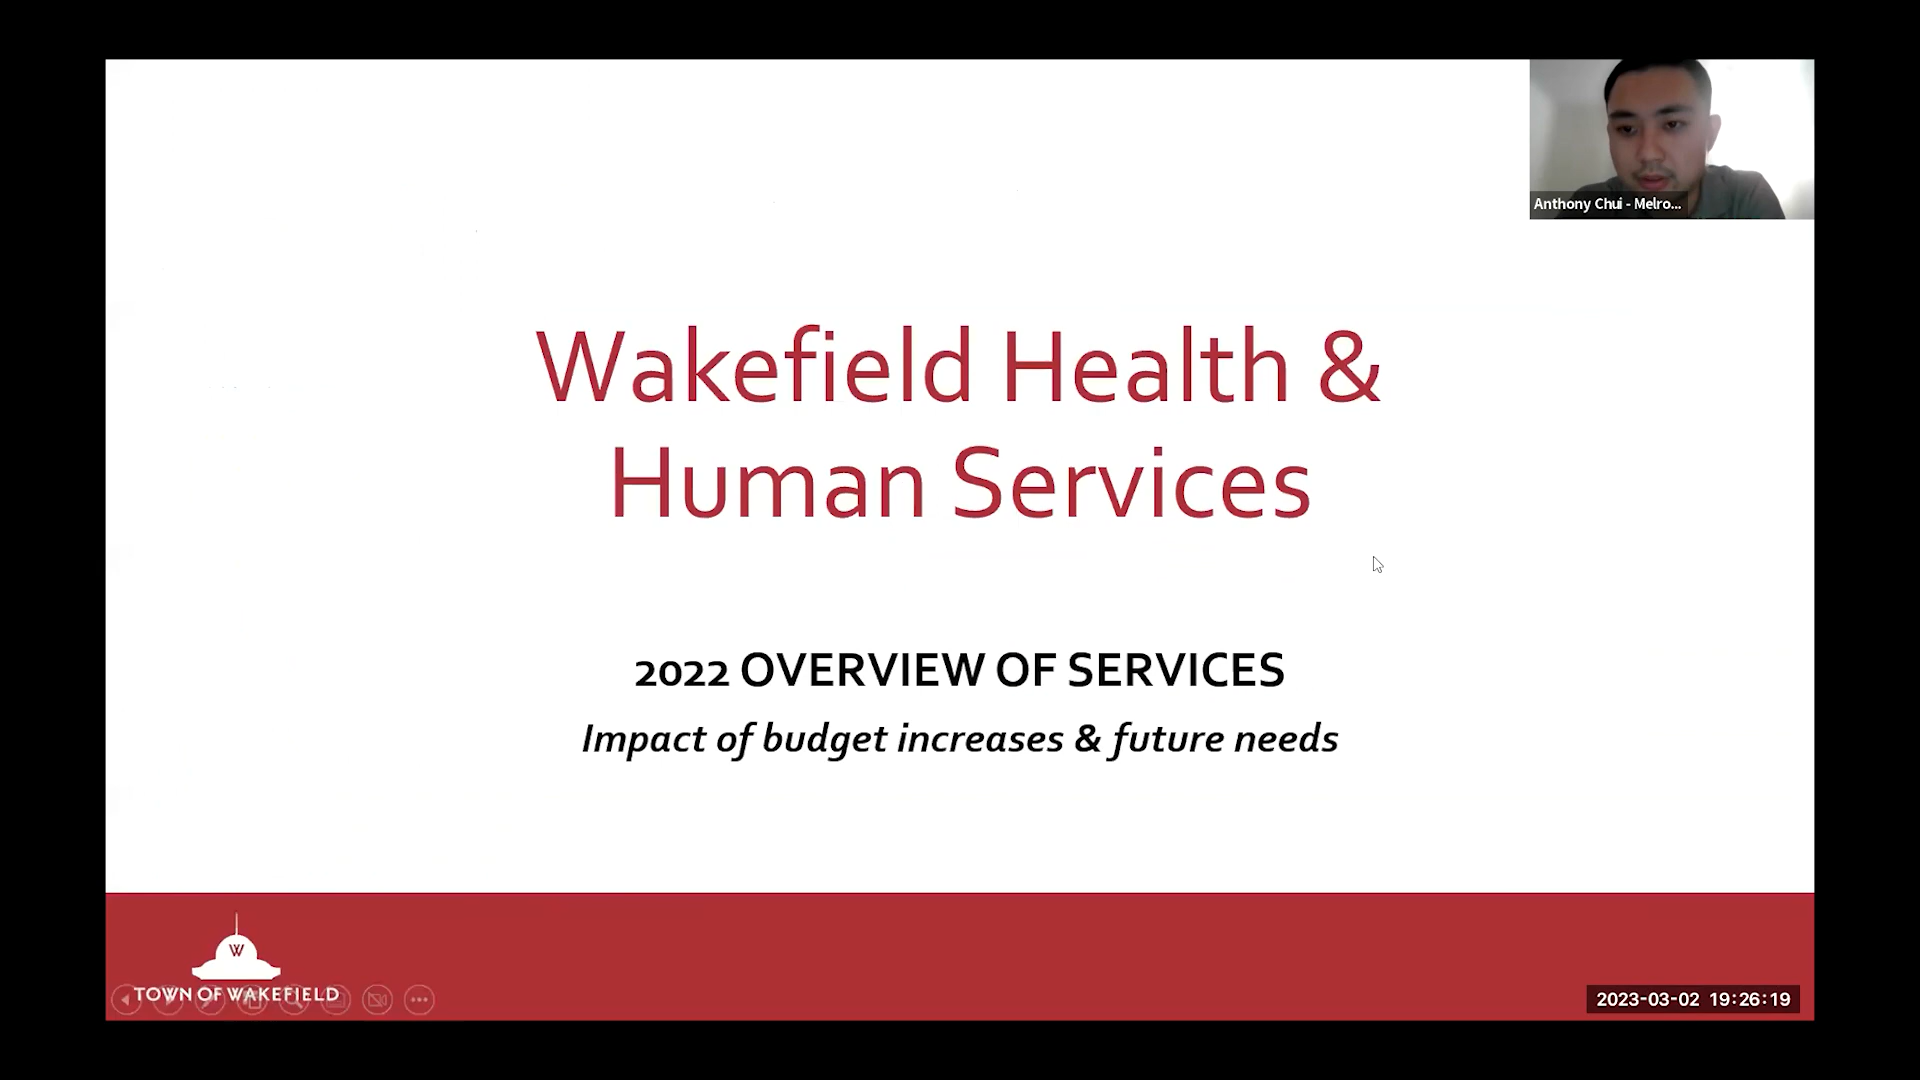 Anthony Chui - Melro...
Wakefield Health &
Human Services
2022 OVERVIEW OF SERVICES
Impact of budget increases & future needs
W
TOWN OF WAKEFIELD
2023-03-02 19:26:19